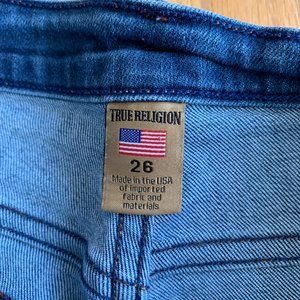 TRUE RELIGION
26
Made in the USA
of imported
fabric and
materials